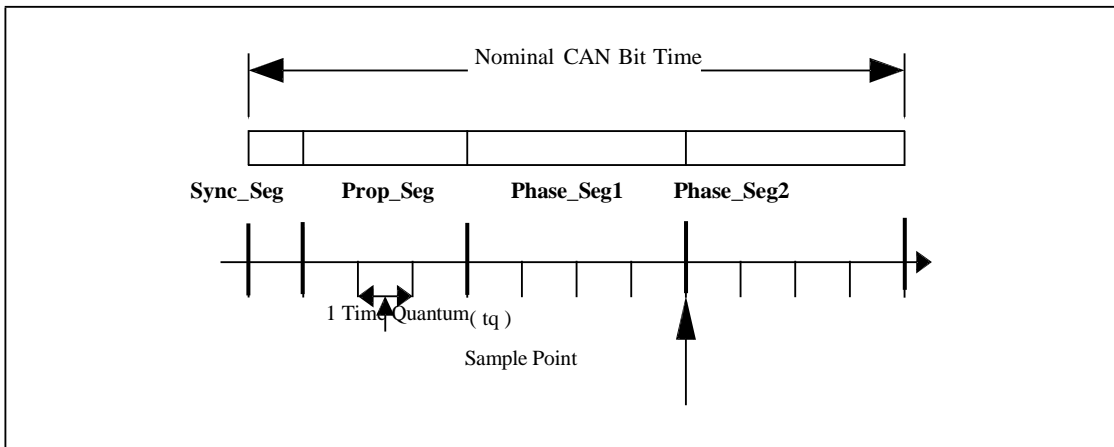 Nominal CAN Bit Time
Sync_Seg Prop_Seg Phase_Seg1 Phase_Seg2
1 Time Quantum ( tq )
Sample Point